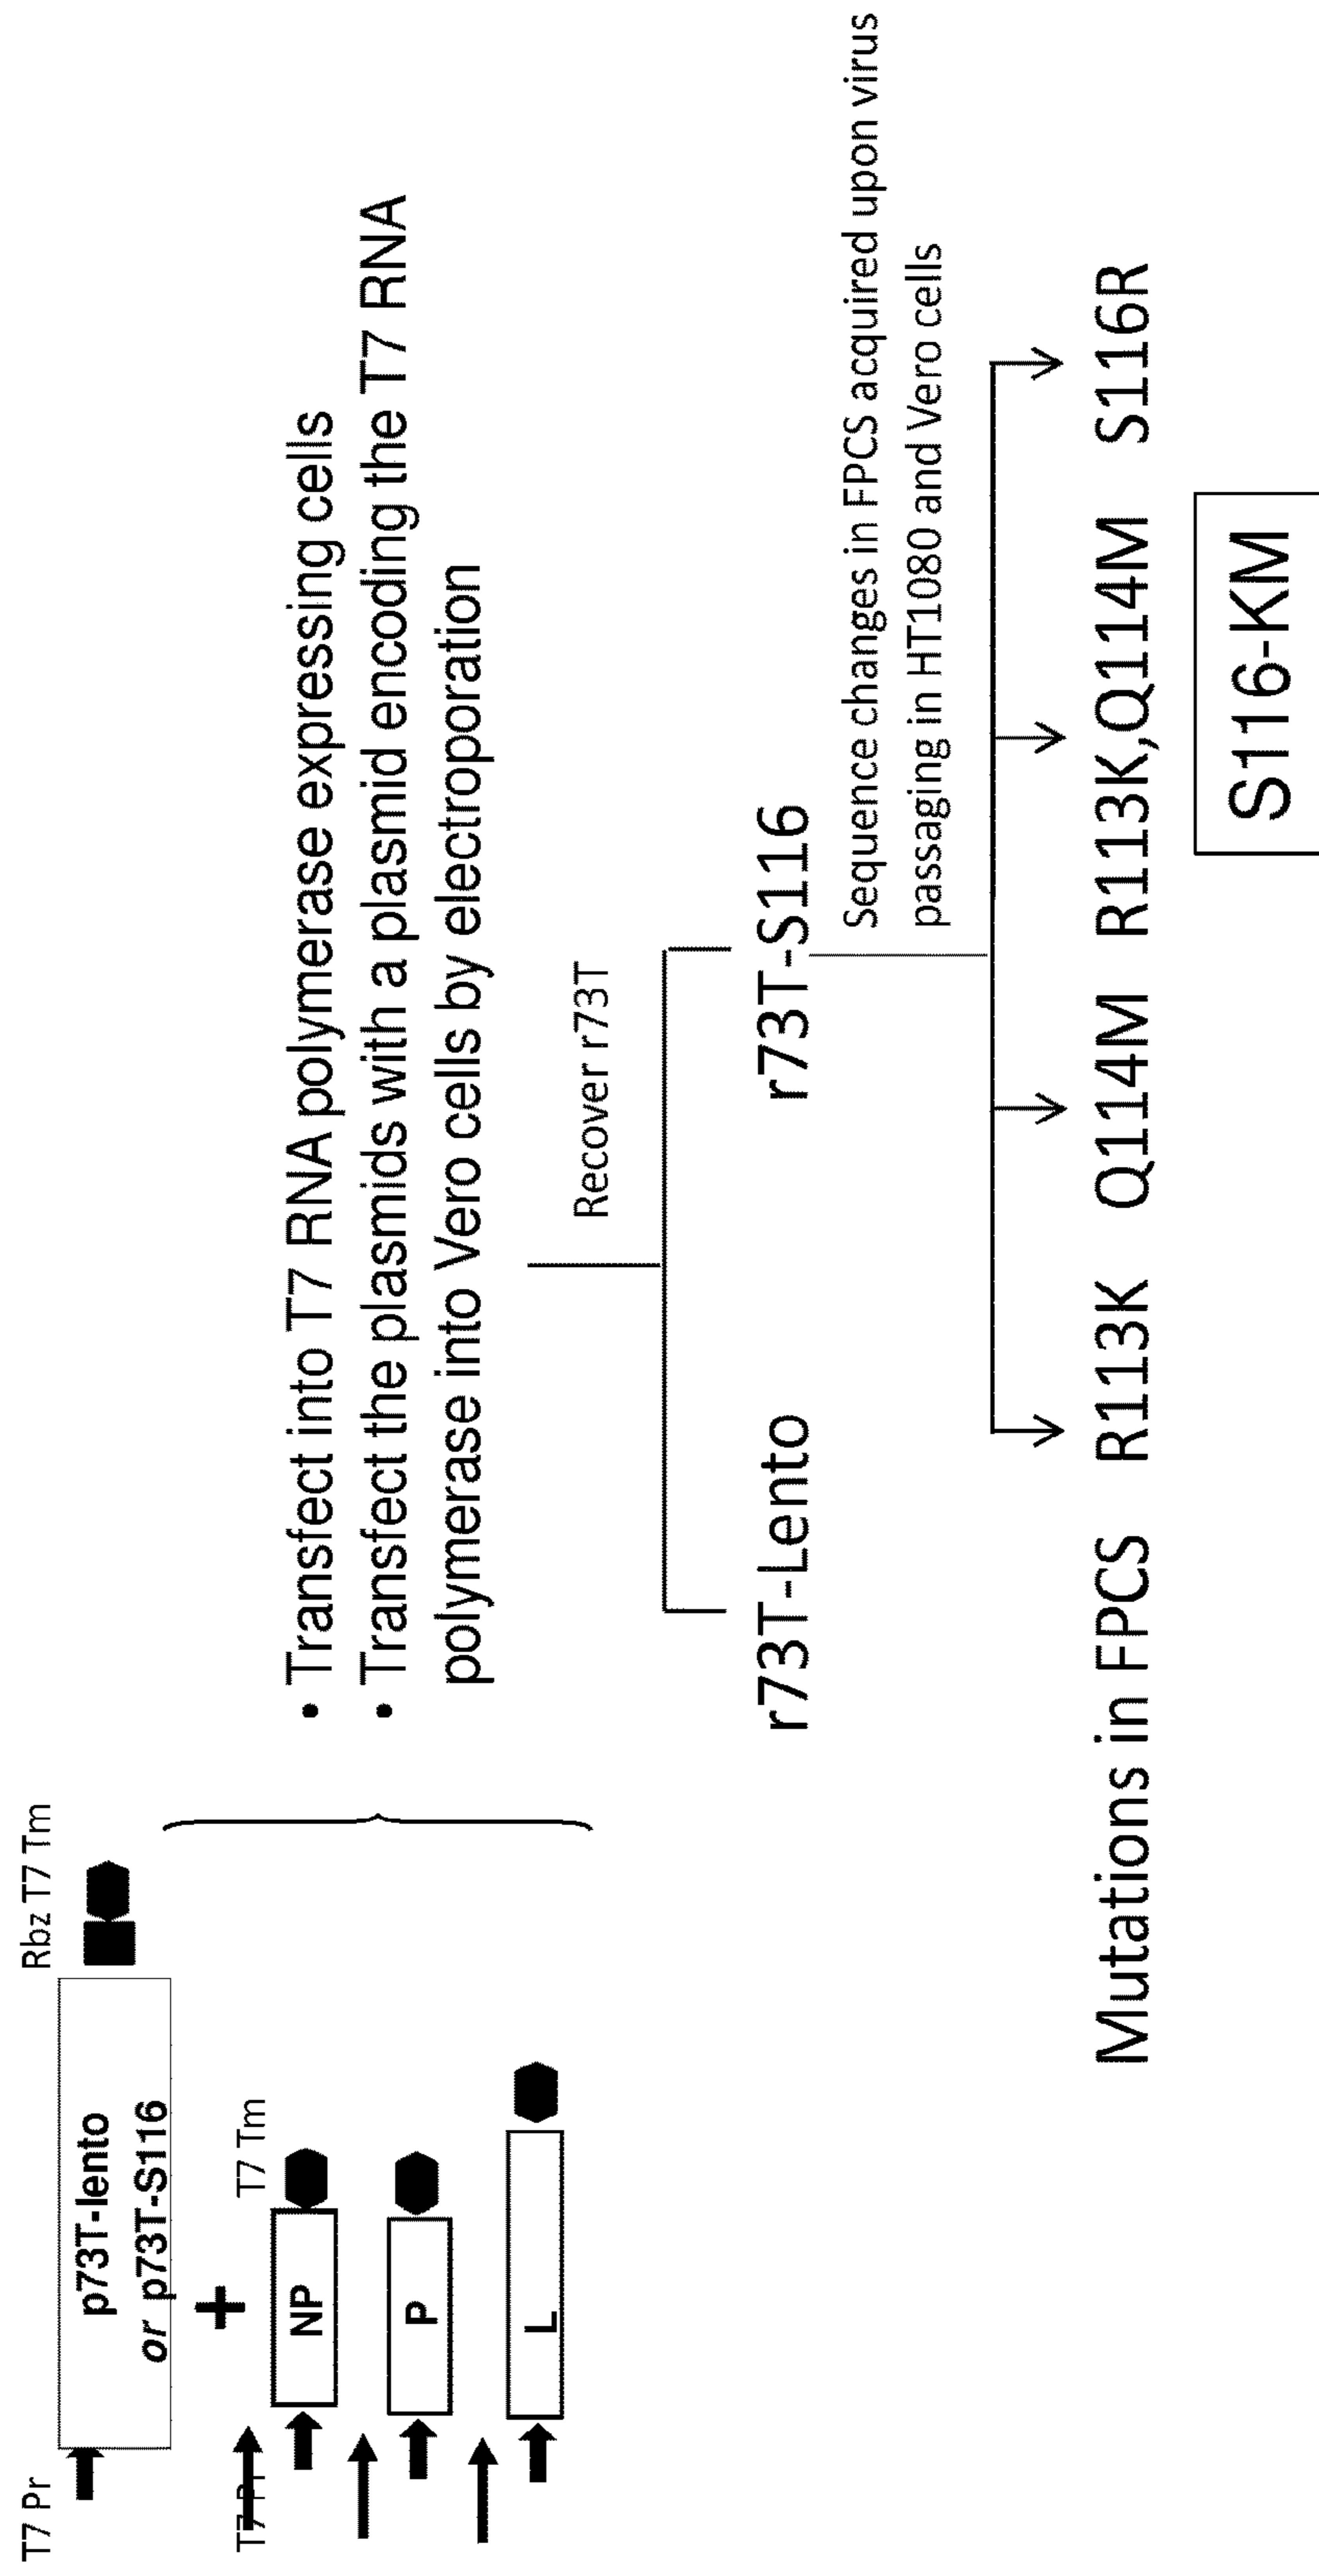 T7 Pr
Rbz T7 Tm
p73T-lento
or p73T-S116
+
T7 Pr
T7 Tm
NP
P
L
• Transfect into T7 RNA polymerase expressing cells
• Transfect the plasmids with a plasmid encoding the T7 RNA
polymerase into Vero cells by electroporation
Recover r73T
r73T-Lento
r73T-S116
Sequence changes in FPCS acquired upon virus
passaging in HT1080 and Vero cells
Mutations in FPCS R113K Q114M R113K,Q114M S116R
S116-KM